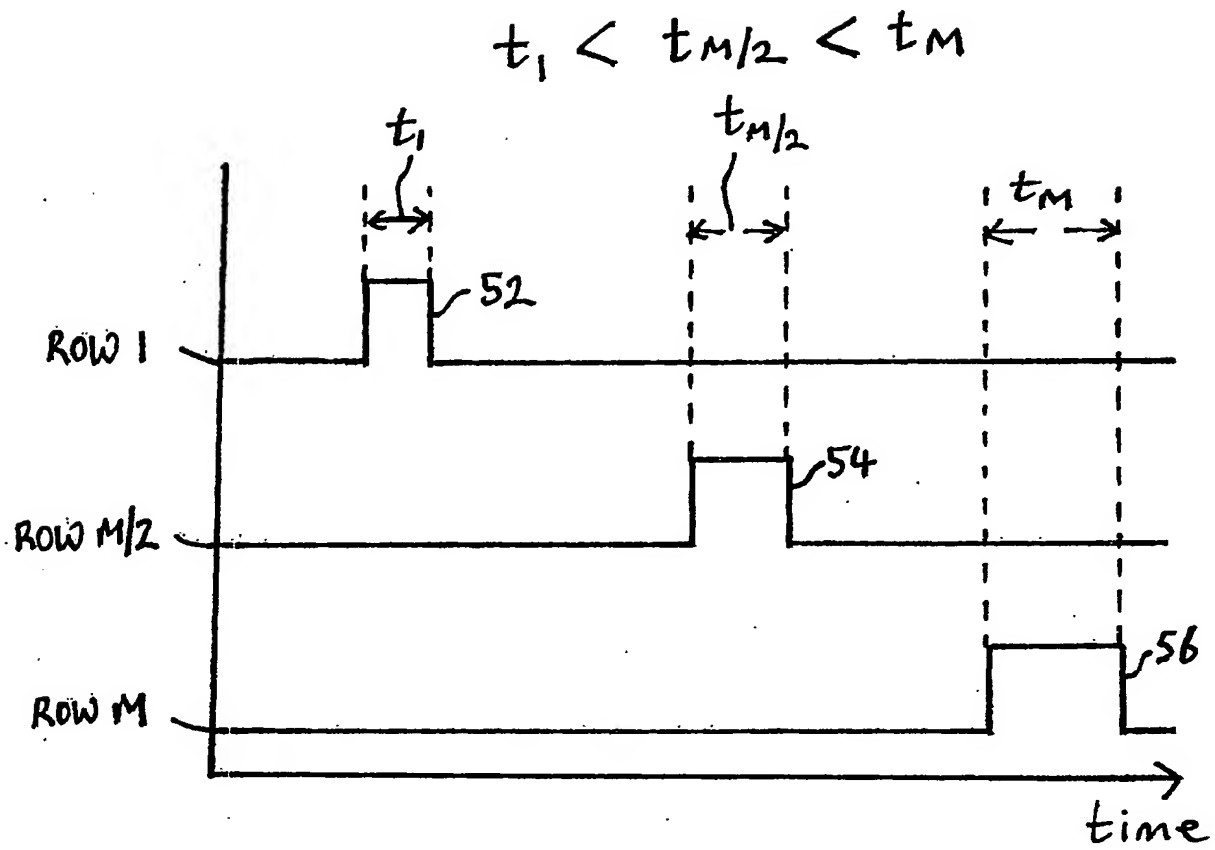 t₁ < tM/2 < tM
t₁
tM/2
tM
52
ROW 1
54
ROW M/2
56
ROW M
time